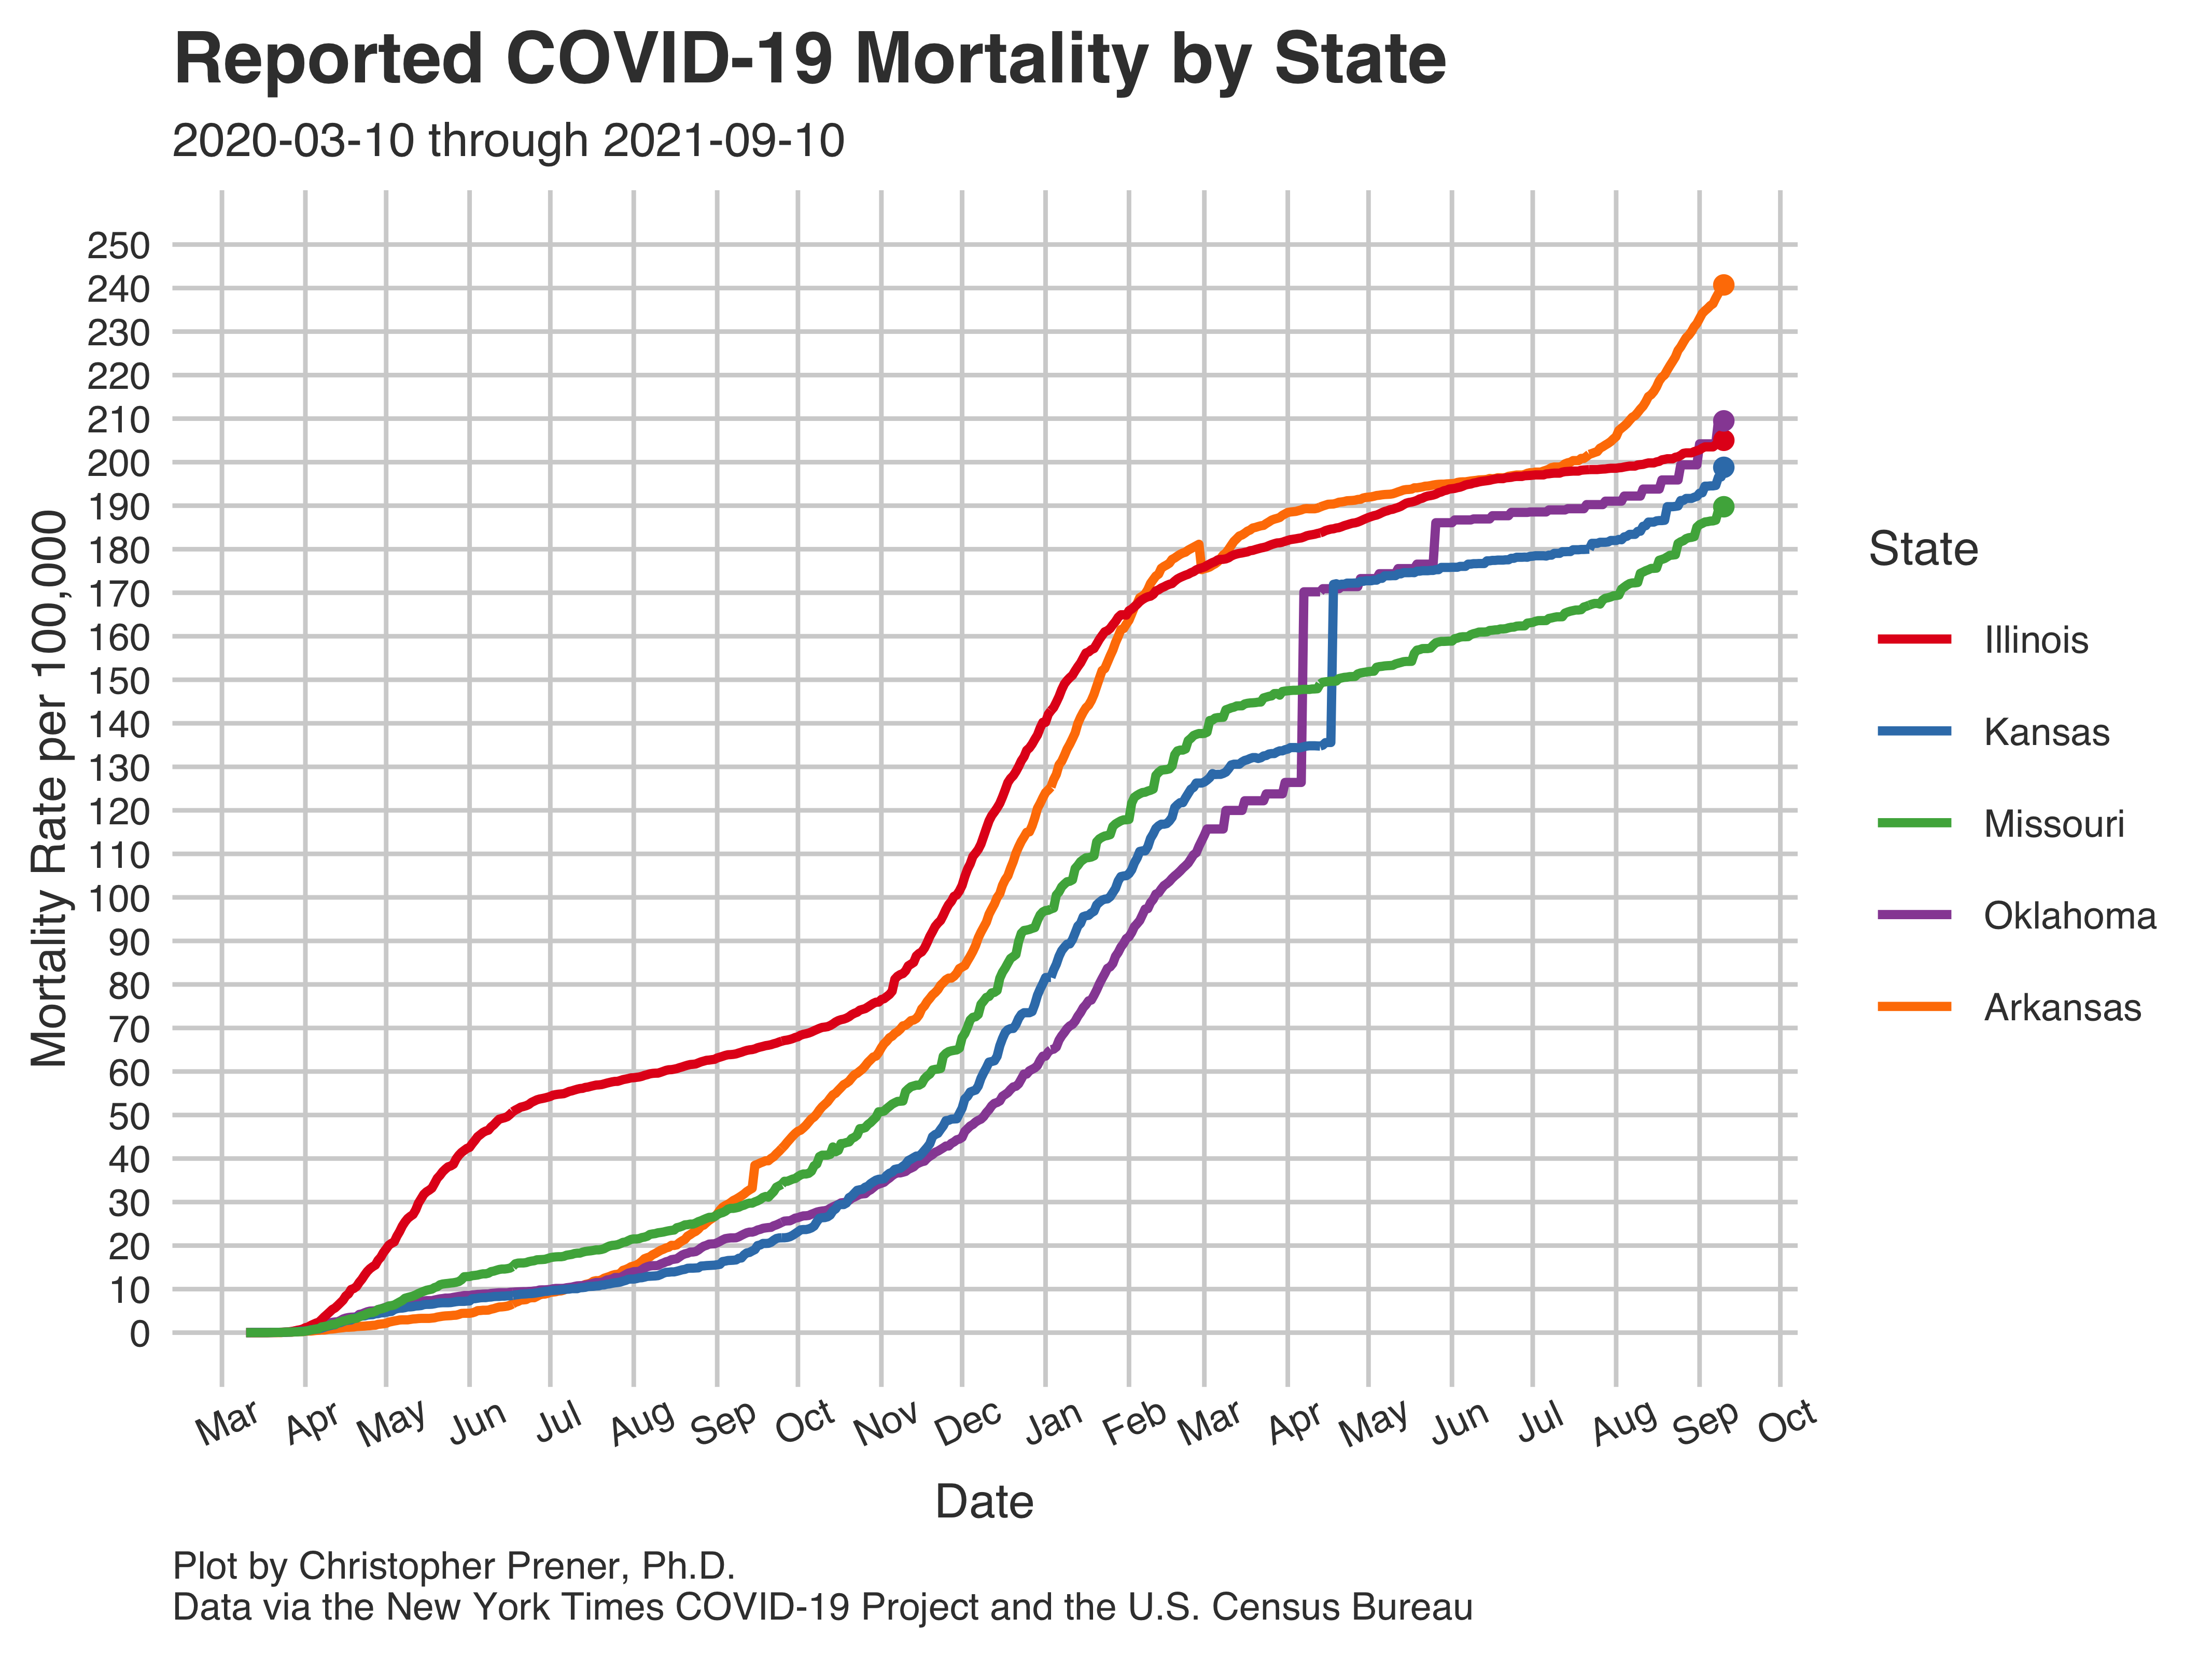 Reported COVID-19 Mortality by State
2020-03-10 through 2021-09-10
250
240
230
220
210
200
190
180
170
160
150
140
130
120
110
100
90
80
70
60
50
40
30
20
10
0
Mortality Rate per 100,000
Mar Apr May Jun Jul Aug Sep Oct Nov Dec Jan Feb Mar Apr May Jun Jul Aug Sep Oct
Date
State
Illinois
Kansas
Missouri
Oklahoma
Arkansas
Plot by Christopher Prener, Ph.D.
Data via the New York Times COVID-19 Project and the U.S. Census Bureau